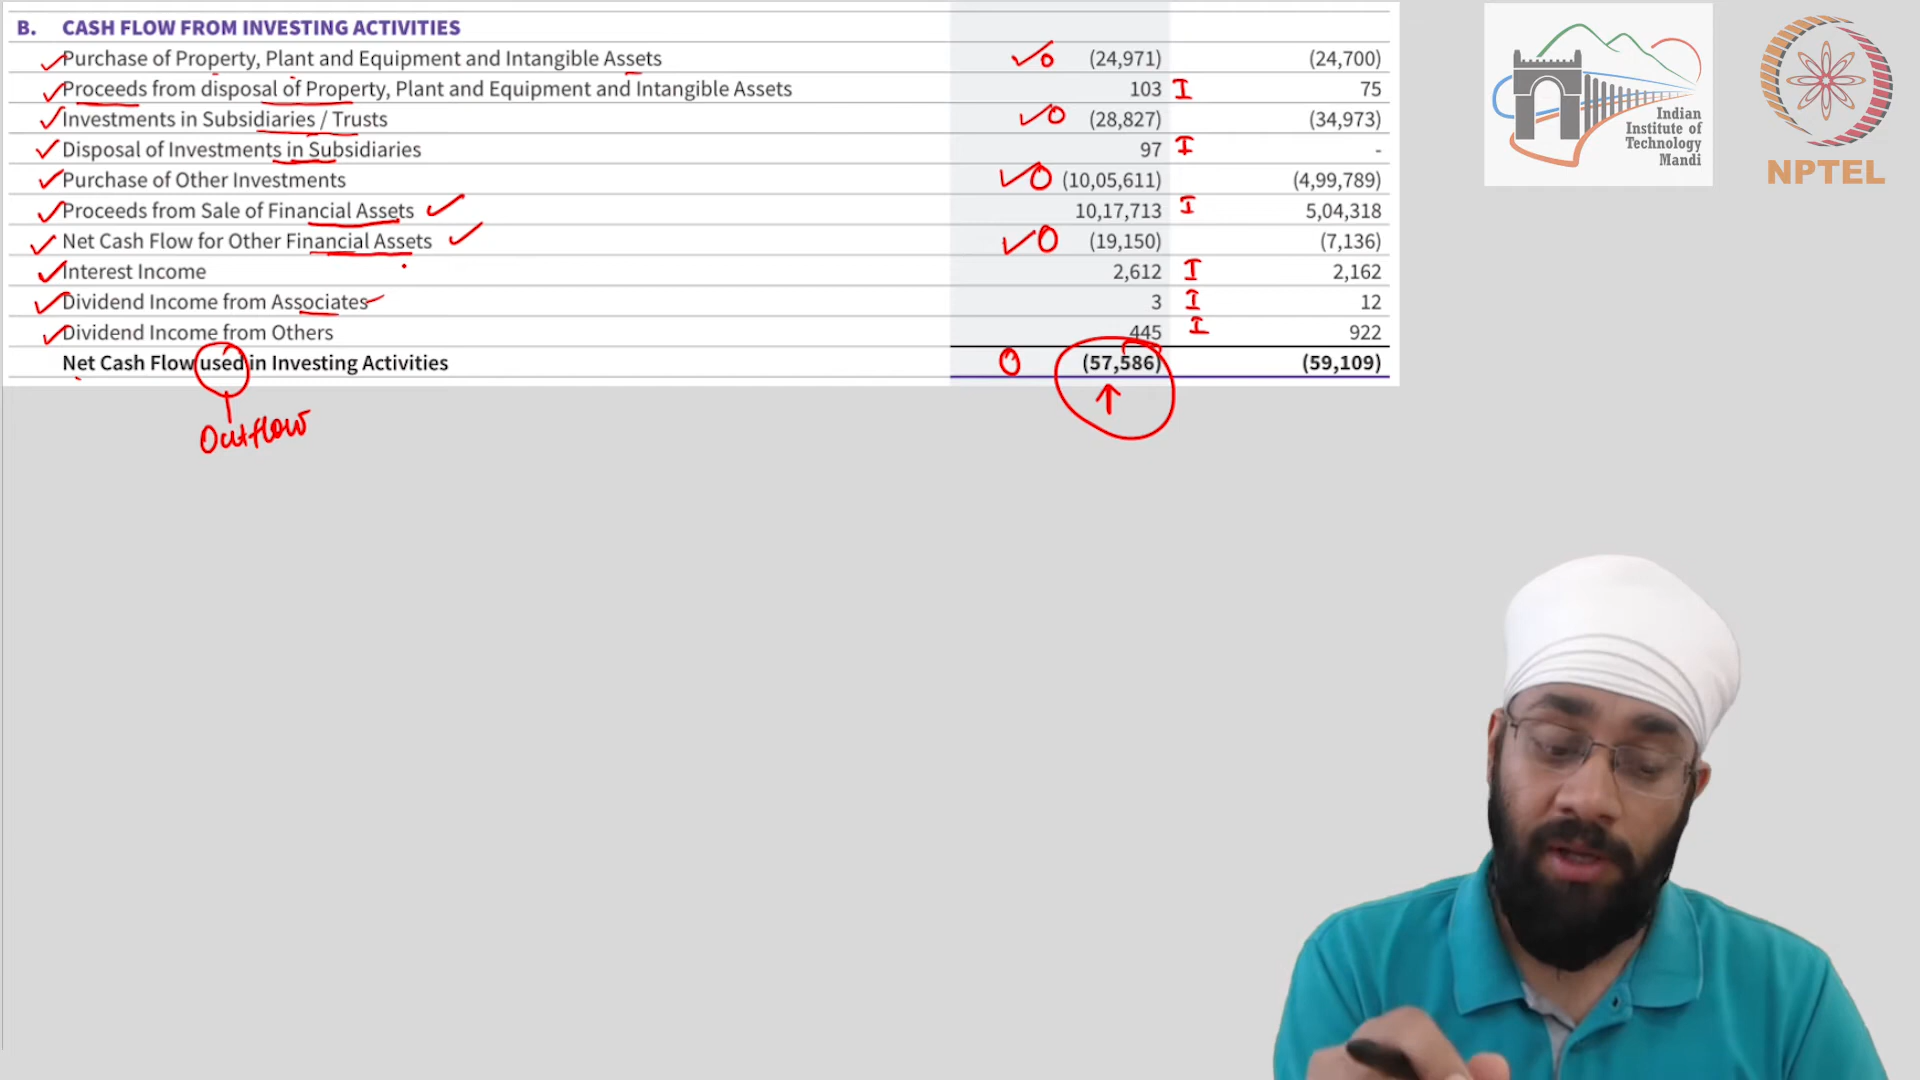 B. CASH FLOW FROM INVESTING ACTIVITIES
Purchase of Property, Plant and Equipment and Intangible Assets O (24,971) (24,700)
Proceeds from disposal of Property, Plant and Equipment and Intangible Assets 103 I 75
Investments in Subsidiaries / Trusts O (28,827) (34,973)
Disposal of Investments in Subsidiaries 97 I -
Purchase of Other Investments O (10,05,611) (4,99,789)
Proceeds from Sale of Financial Assets 10,17,713 I 5,04,318
Net Cash Flow for Other Financial Assets O (19,150) (7,136)
Interest Income 2,612 I 2,162
Dividend Income from Associates 3 I 12
Dividend Income from Others 445 I 922
Net Cash Flow used in Investing Activities O (57,586) (59,109)
Outflow
Indian
Institute of
Technology
Mandi
NPTEL